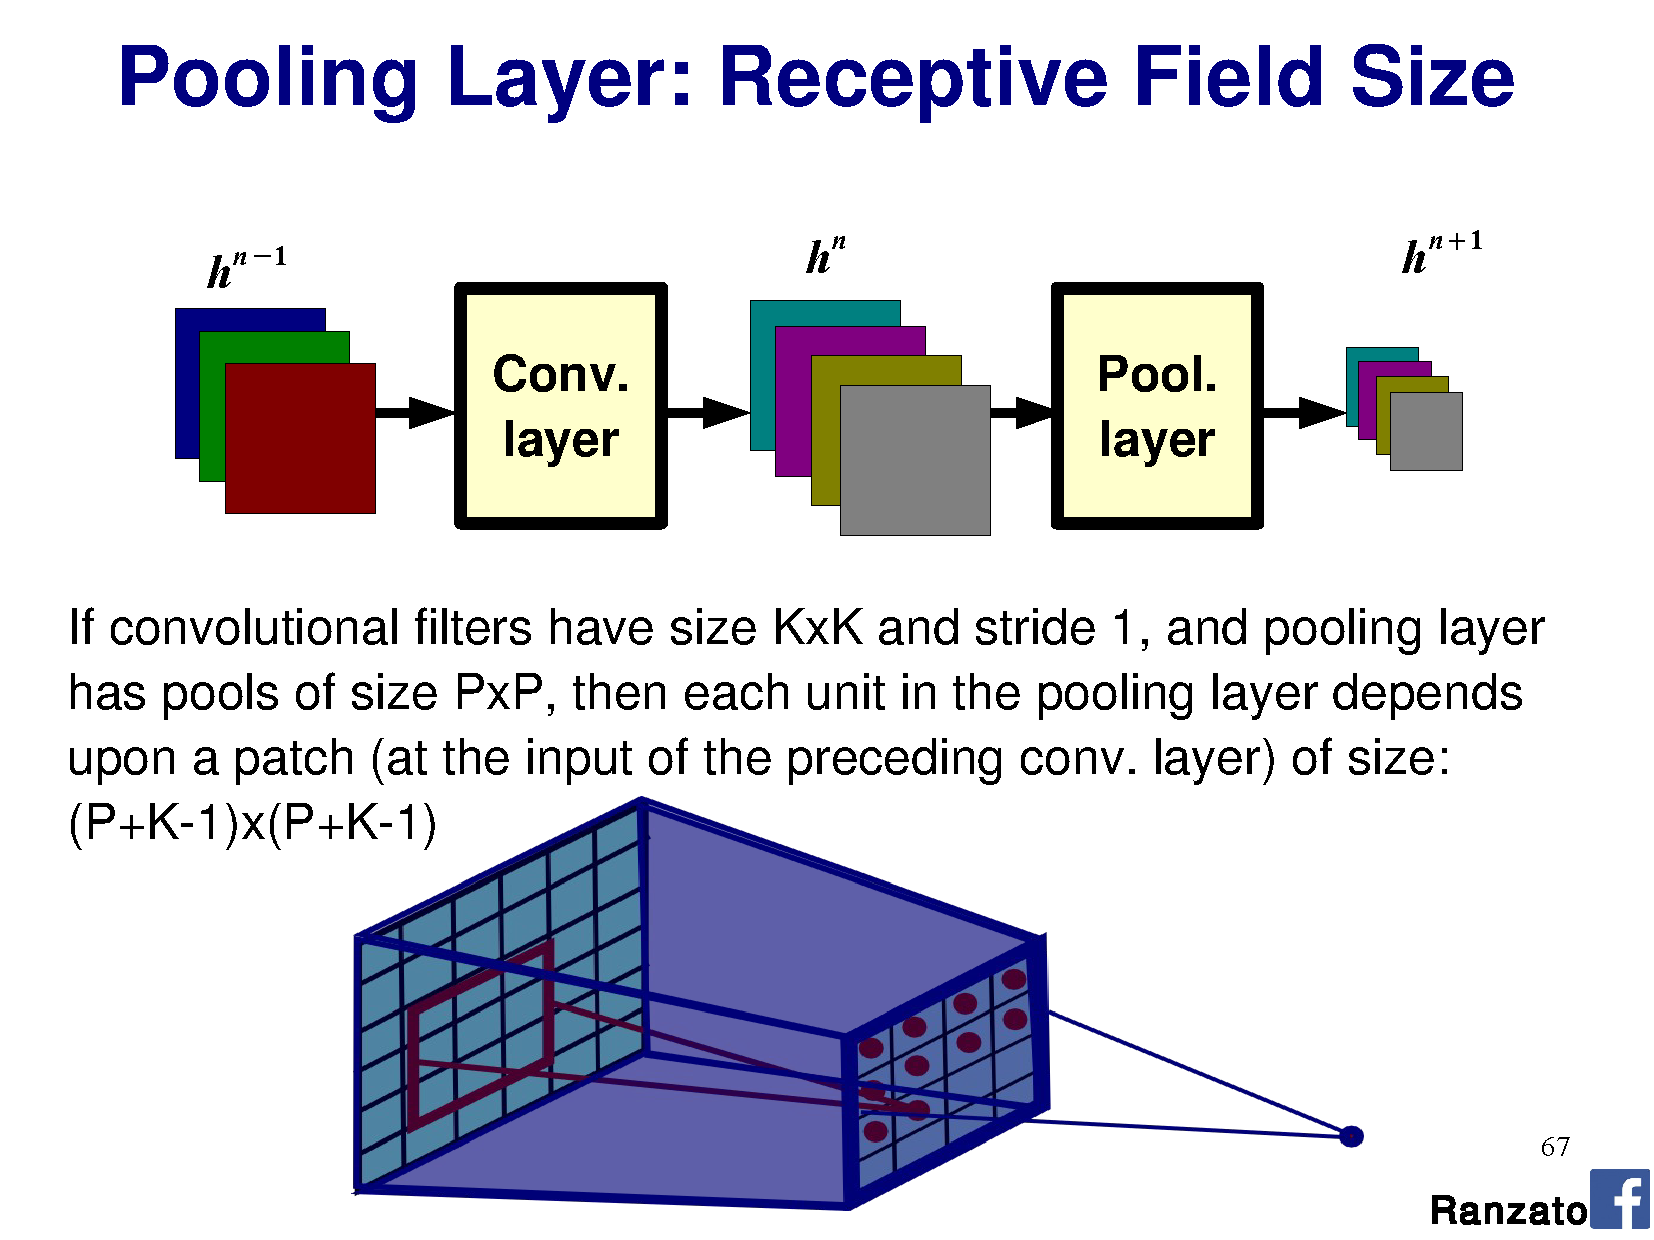 Pooling Layer: Receptive Field Size
h^{n−1}
h^{n}
h^{n+1}
Conv.
layer
Pool.
layer
If convolutional filters have size KxK and stride 1, and pooling layer
has pools of size PxP, then each unit in the pooling layer depends
upon a patch (at the input of the preceding conv. layer) of size:
(P+K-1)x(P+K-1)
67
Ranzato
f